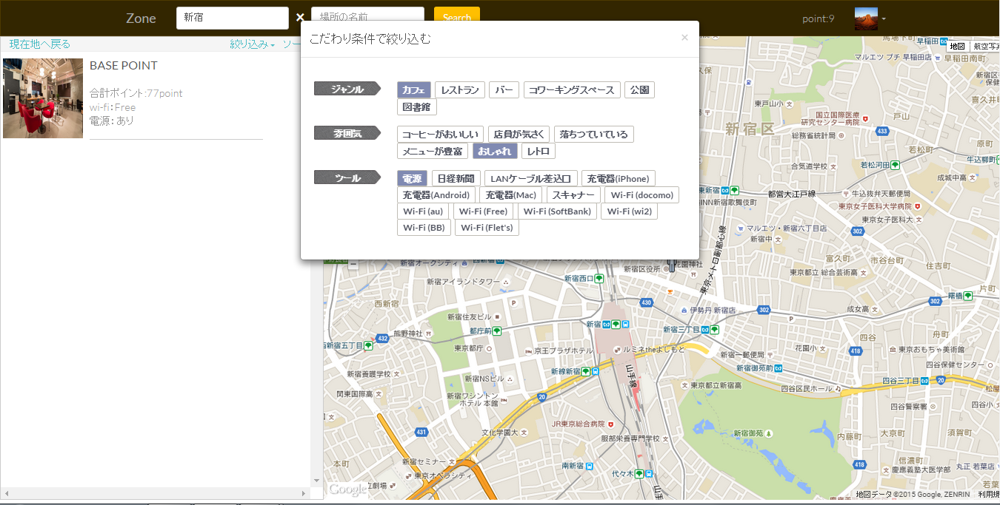 Zone
新宿
×
場所の名前
Search
point:9
現在地へ戻る
絞り込み
ソー
BASE POINT
合計ポイント:77point
wi-fi:Free
電源:あり
こだわり条件で絞り込む
×
ジャンル
カフェ レストラン バー コワーキングスペース 公園
図書館
雰囲気
コーヒーがおいしい 店員が気さく 落ちついている
メニューが豊富 おしゃれ レトロ
ツール
電源 日経新聞 LANケーブル差込口 充電器(iPhone)
充電器(Android) 充電器(Mac) スキャナー Wi-Fi (docomo)
Wi-Fi (au) Wi-Fi (Free) Wi-Fi (SoftBank) Wi-Fi (wi2)
Wi-Fi (BB) Wi-Fi (Flet's)
早稲田
地図
航空写真
マルエツ プチ 早稲田店
早稲田南町
東戸山小
国立国際医療
研究センター病院
戸山
喜久井
新宿区
総務省統計局
433
原町
若松町
合気道学校
若松河田
牛込柳町
成城中高
都営大江戸線
牛込抜弁天郵便局
東新宿
INN新宿歌舞伎町
東京女子医科大学病院
東京女子医科大
マルエツ・新宿六丁目店
302
新宿中
東京メトロ副都心線
富久町
市谷台町
住吉町
東京都立 総合芸術高
新宿オークシティ
西新宿
新宿区役所
花園神社
新宿アイランドタワー
新宿西口
430
片町
曙橋
302
西新宿
新宿住友ビル
伊勢丹 新宿店
302
成女高
熊野神社
432
都庁前
新宿
新宿三丁目
四谷
舟町
西新宿五丁目
東京都庁
京王プラザホテル
ルミネtheよしもと
花園小
418
東京おもちゃ美術館
新宿一郵便局
四谷保健センター
新宿養護学校
新線新宿
山手線
新宿御苑前
四谷三丁目
20
新宿NSビル
東京都立新宿高
四谷区民ホール
関東国際高
新宿ワシントン
ホテル 本館
20
四谷警察署
四谷小
JR東京総合病院
431
文化学園大
服部栄養専門学校
新宿御苑
内藤町
大京町
須賀町
本町
新宿セミナー
南新宿
代々木
418
信濃町
慶應義塾大医学部
丸正 若葉店
東京オペラシティ
立劇場
山手
慶應義塾
若葉
Google
地図データ ©2015 Google, ZENRIN
利用規